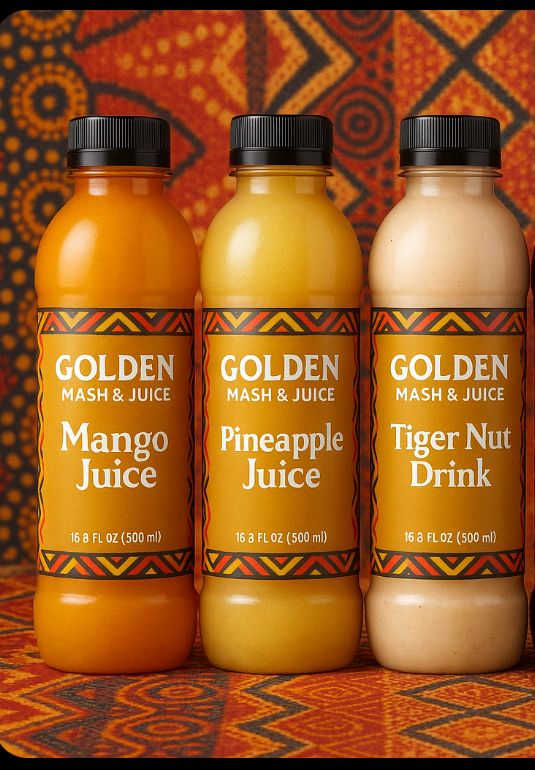 GOLDEN
MASH & JUICE
Mango
Juice
16 8 FL OZ (500 ml)
GOLDEN
MASH & JUICE
Pineapple
Juice
16 8 FL OZ (500 ml)
GOLDEN
MASH & JUICE
Tiger Nut
Drink
16 8 FL OZ (500 ml)